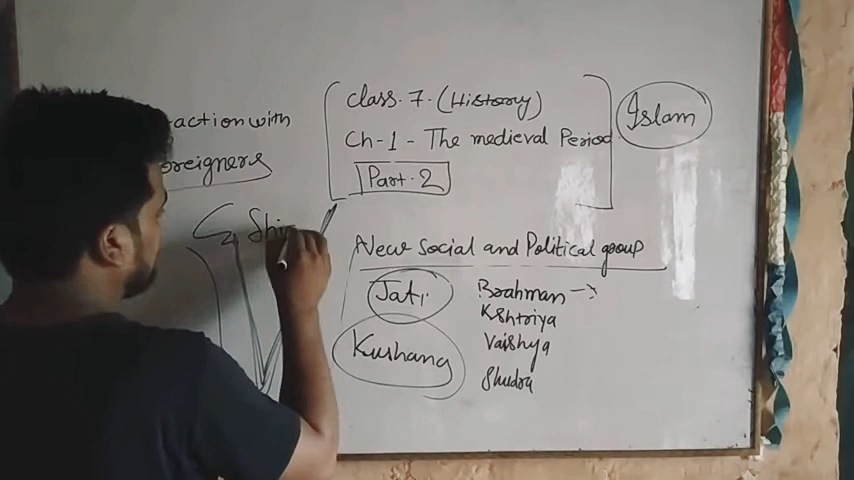 class. 7. (History)
Ch-1 - The medieval Period
Part. 2
Islam
action with
oreigners
Shi
New Social and Political group
Jati
Brahman
Kshtriya
Vaishya
Shudra
Kushang